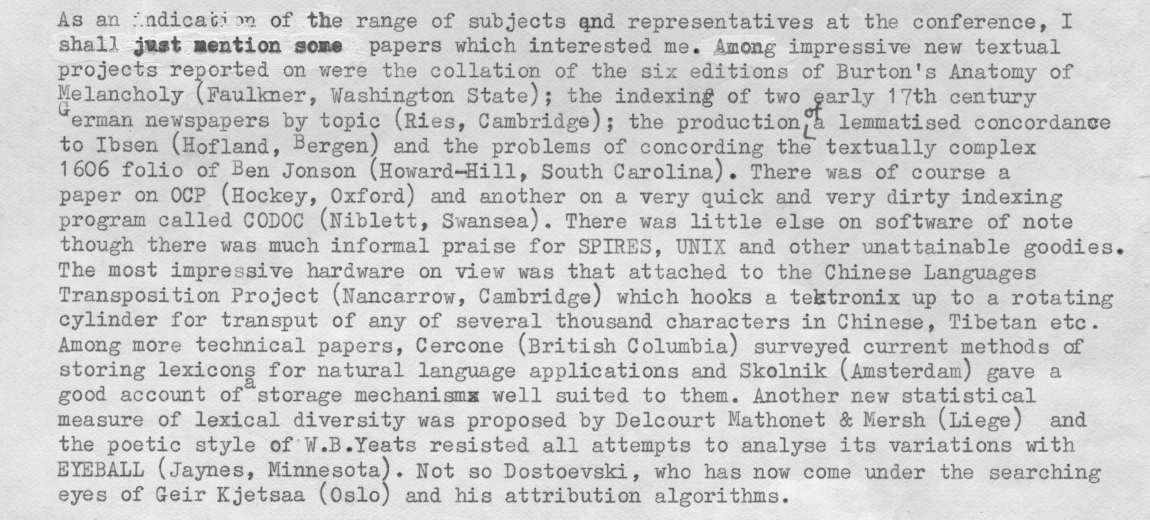 As an indication of the range of subjects and representatives at the conference, I
shall just mention some papers which interested me. Among impressive new textual
projects reported on were the collation of the six editions of Burton's Anatomy of
Melancholy (Faulkner, Washington State); the indexing of two early 17th century
German newspapers by topic (Ries, Cambridge); the production of a lemmatised concordance
to Ibsen (Hofland, Bergen) and the problems of concording the textually complex
1606 folio of Ben Jonson (Howard-Hill, South Carolina). There was of course a
paper on OCP (Hockey, Oxford) and another on a very quick and very dirty indexing
program called CODOC (Niblett, Swansea). There was little else on software of note
though there was much informal praise for SPIRES, UNIX and other unattainable goodies.
The most impressive hardware on view was that attached to the Chinese Languages
Transposition Project (Nancarrow, Cambridge) which hooks a tektronix up to a rotating
cylinder for transput of any of several thousand characters in Chinese, Tibetan etc.
Among more technical papers, Cercone (British Columbia) surveyed current methods of
storing lexicons for natural language applications and Skolnik (Amsterdam) gave a
good account of a storage mechanism well suited to them. Another new statistical
measure of lexical diversity was proposed by Delcourt Mathonet & Mersh (Liege) and
the poetic style of W.B.Yeats resisted all attempts to analyse its variations with
EYEBALL (Jaynes, Minnesota). Not so Dostoevski, who has now come under the searching
eyes of Geir Kjetsaa (Oslo) and his attribution algorithms.